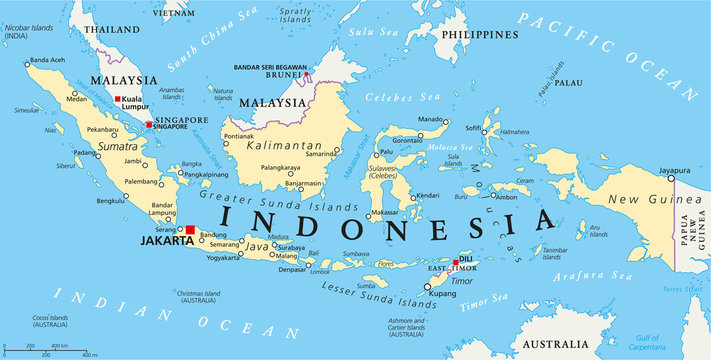 Nicobar Islands
(INDIA)
THAILAND
VIETNAM
South China Sea
Spratly
Islands
Sulu Sea
PHILIPPINES
PACIFIC OCEAN
Banda Aceh
MALAYSIA
Medan
Kuala
Lumpur
Anambas
Islands
Natuna
Islands
BANDAR SERI BEGAWAN
BRUNEI
MALAYSIA
Celebes Sea
Palau
Islands
PALAU
Simeulue
Nias
Pekanbaru
SINGAPORE
SINGAPORE
Sumatra
Karimata Strait
Pontianak
Kalimantan
Samarinda
Makassar Strait
Manado
Gorontalo
Sofifi
Halmahera
Molucca Sea
Padang
Siberut
Jambi
Bangka
Pangkalpinang
Palembang
Palangkaraya
Banjarmasin
Palu
Sulawesi
(Celebes)
Sula
Islands
Moluccas
Jayapura
Bengkulu
Bandar
Lampung
Greater Sunda Islands
Kendari
Makassar
Buru
Ambon
Ceram
New Guinea
PAPUA
NEW
GUINEA
INDONESIA
Serang
JAKARTA
Bandung
Semarang
Yogyakarta
Java
Madura
Surabaya
Malang
Bali
Denpasar
Lombok
Sumbawa
Flores
Sumba
Lesser Sunda Islands
DILI
EAST TIMOR
Timor
Kupang
Tanimbar
Islands
Aru
Islands
Arafura Sea
Timor Sea
Torres Strait
INDIAN OCEAN
Christmas Island
(AUSTRALIA)
Cocos Islands
(AUSTRALIA)
Ashmore and
Cartier Islands
(AUSTRALIA)
AUSTRALIA
Gulf of
Carpentaria
0 200 400 km
0 200 400 mi